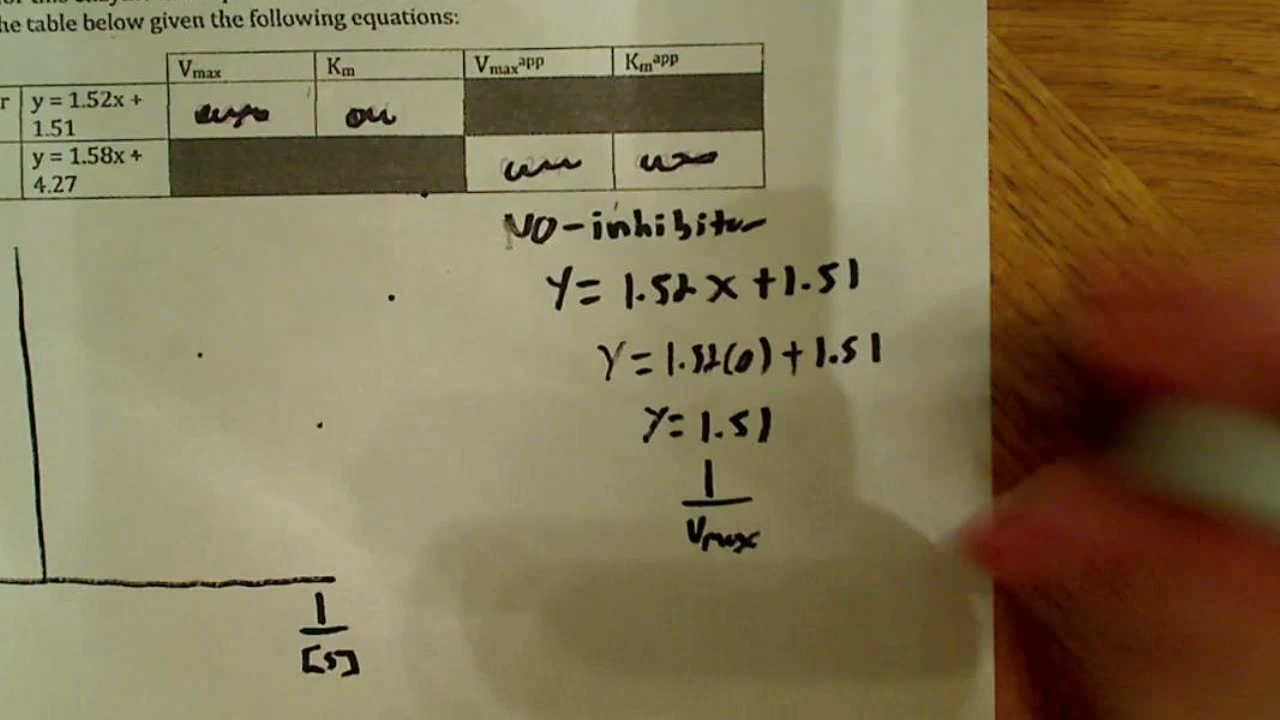 he table below given the following equations:
Vmax Km Vmaxapp Kmapp
r y = 1.52x + 1.51
y = 1.58x + 4.27
NO-inhibitor
Y = 1.52x + 1.51
Y = 1.52(0) + 1.51
Y = 1.51
1
Vmax
1
[S]